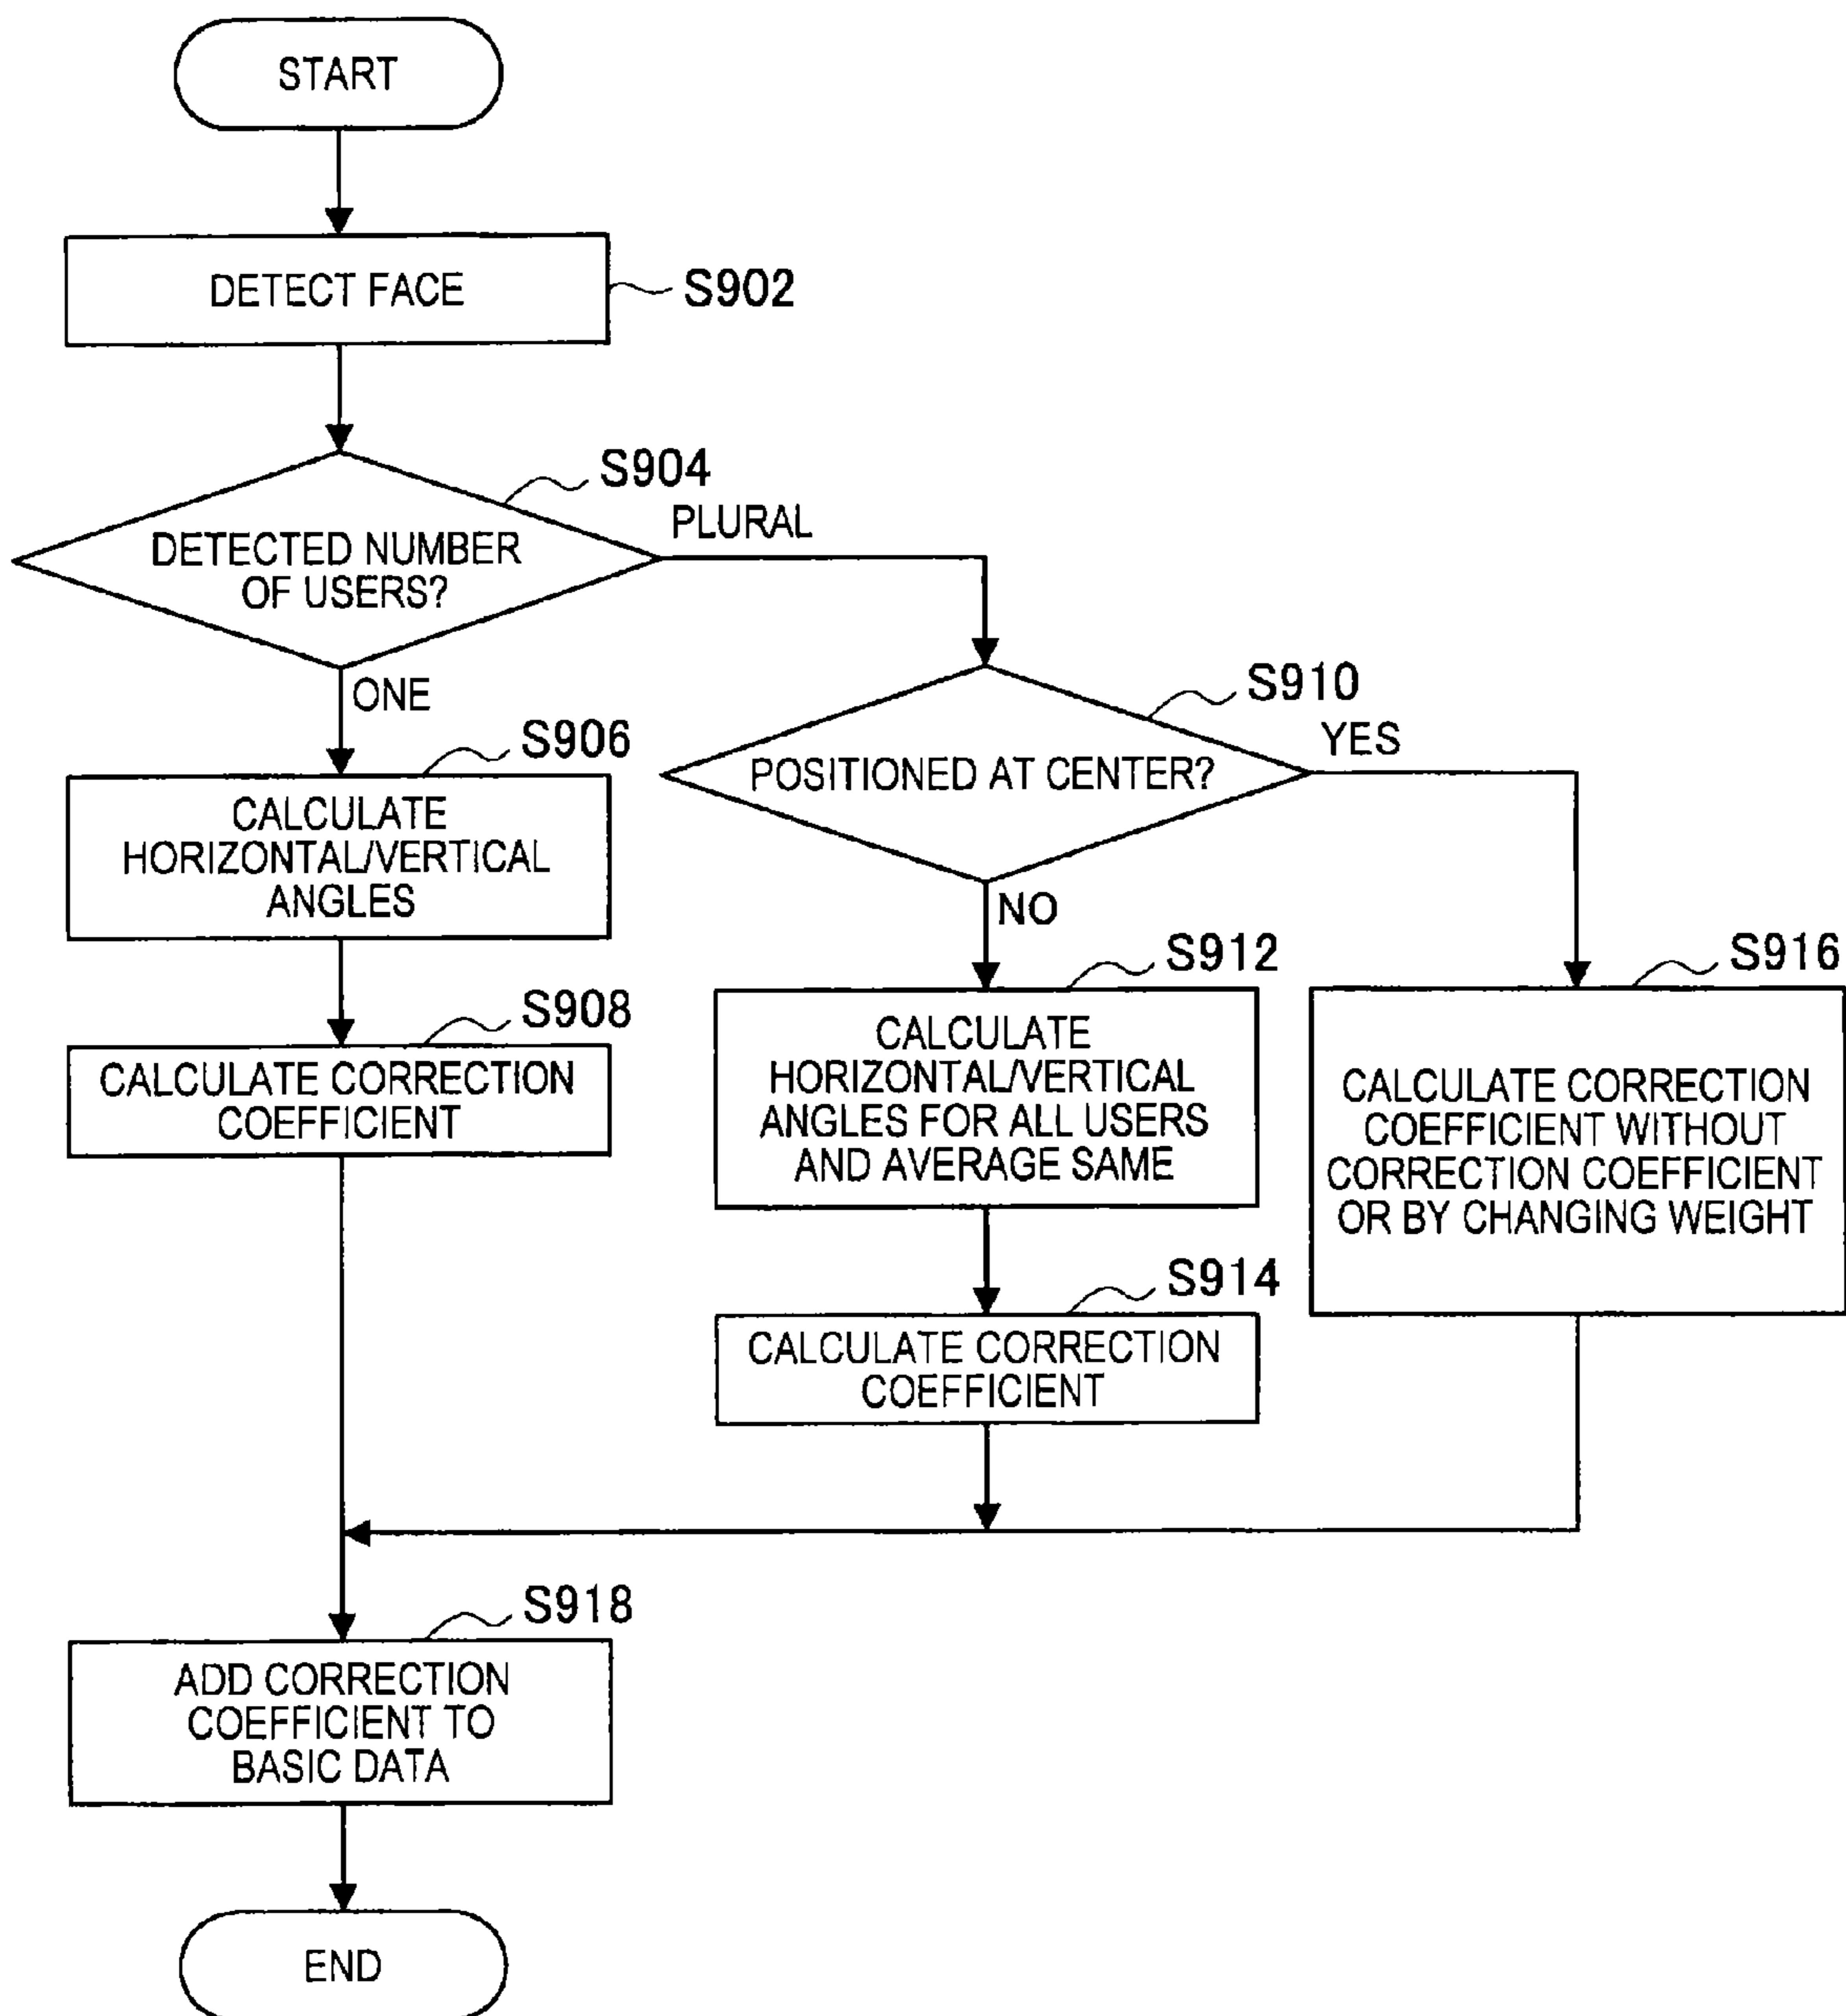 START
DETECT FACE
S902
S904
PLURAL
DETECTED NUMBER
OF USERS?
ONE
S906
CALCULATE
HORIZONTAL/VERTICAL
ANGLES
S908
CALCULATE CORRECTION
COEFFICIENT
S910
YES
POSITIONED AT CENTER?
NO
S912
CALCULATE
HORIZONTAL/VERTICAL
ANGLES FOR ALL USERS
AND AVERAGE SAME
S914
CALCULATE CORRECTION
COEFFICIENT
S916
CALCULATE CORRECTION
COEFFICIENT WITHOUT
CORRECTION COEFFICIENT
OR BY CHANGING WEIGHT
S918
ADD CORRECTION
COEFFICIENT TO
BASIC DATA
END